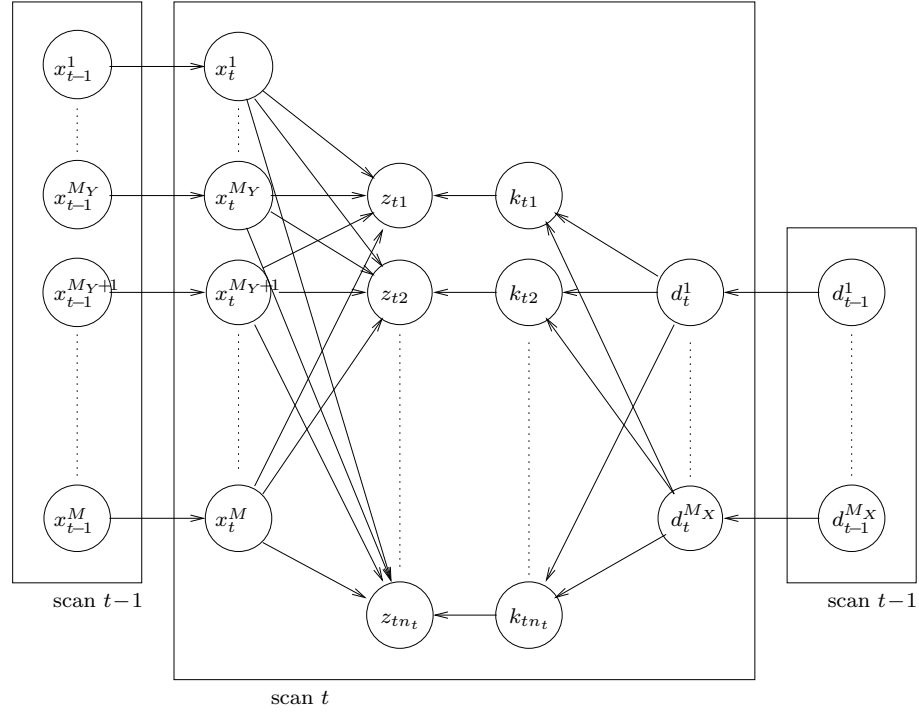 x_{t-1}^{1} x_t^{1}
x_{t-1}^{M_Y} x_t^{M_Y} z_{t1} k_{t1}
x_{t-1}^{M_Y+1} x_t^{M_Y+1} z_{t2} k_{t2} d_t^{1} d_{t-1}^{1}
x_{t-1}^{M} x_t^{M} d_t^{M_X} d_{t-1}^{M_X}
scan t-1 scan t-1
z_{tn_t} k_{tn_t}
scan t